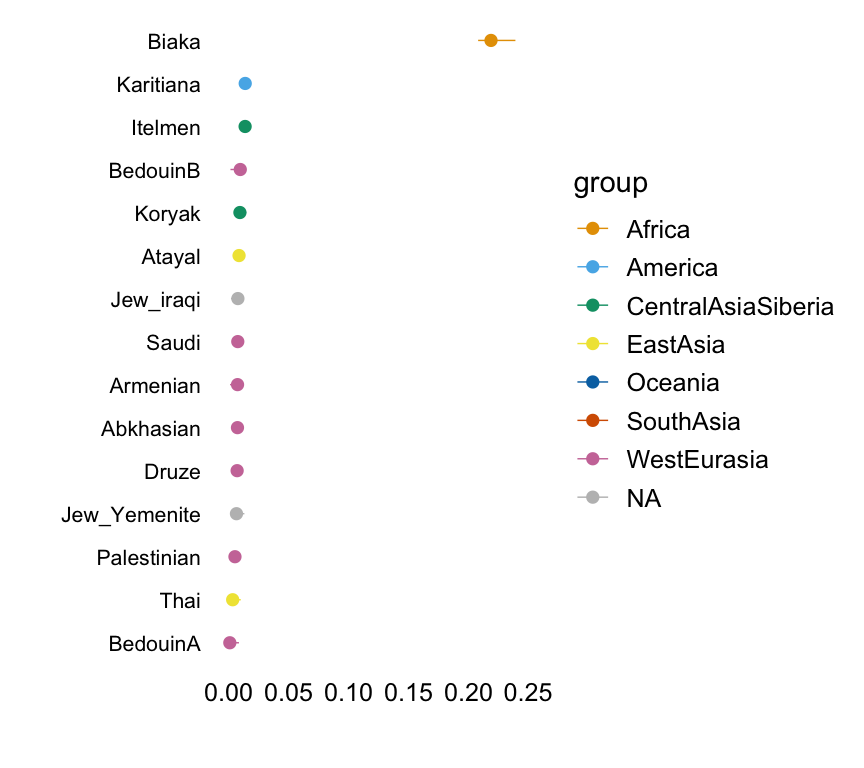 Biaka
Karitiana
Itelmen
BedouinB
Koryak
Atayal
Jew_iraqi
Saudi
Armenian
Abkhasian
Druze
Jew_Yemenite
Palestinian
Thai
BedouinA
0.00 0.05 0.10 0.15 0.20 0.25
group
Africa
America
CentralAsiaSiberia
EastAsia
Oceania
SouthAsia
WestEurasia
NA